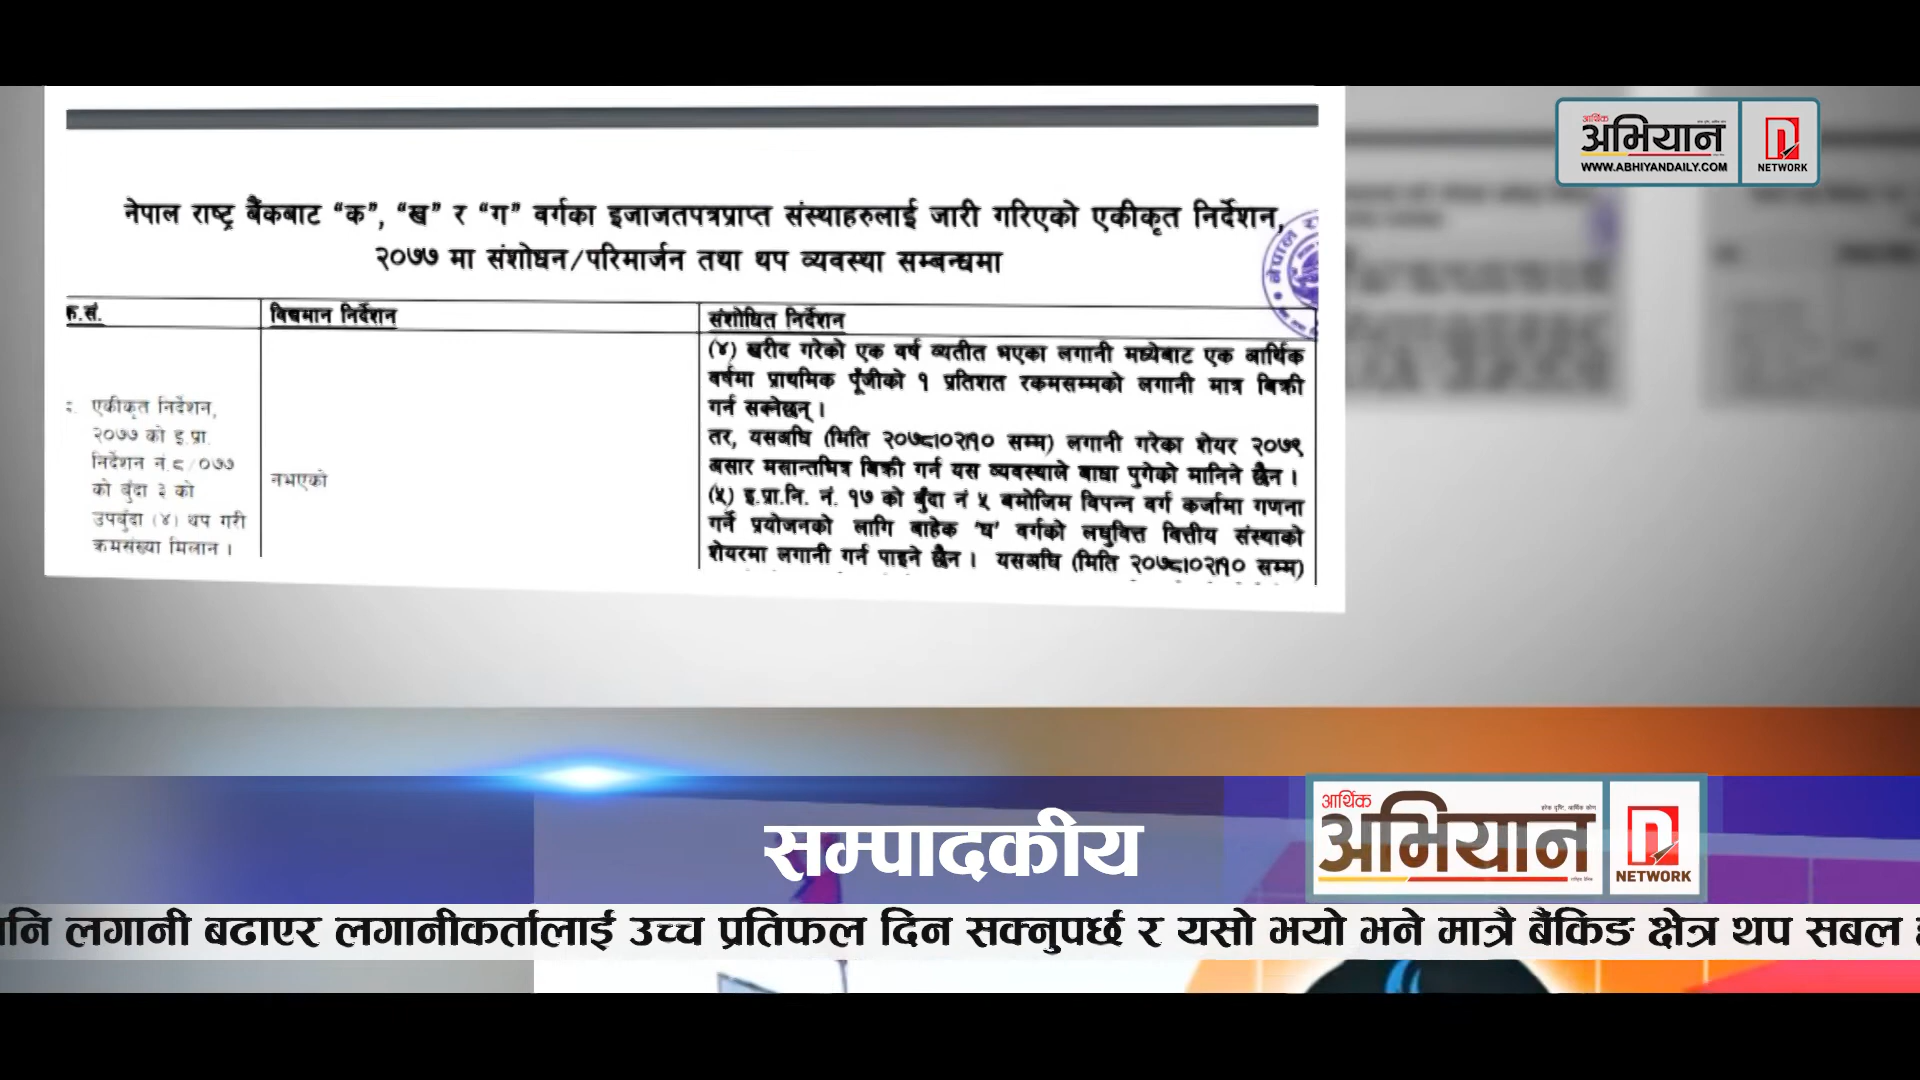 आर्थिक
अभियान
WWW.ABHIYANDAILY.COM
NETWORK
नेपाल राष्ट्र बैंकबाट “क”, “ख” र “ग” वर्गका इजाजतपत्रप्राप्त संस्थाहरुलाई जारी गरिएको एकीकृत निर्देशन,
२०७७ मा संशोधन/परिमार्जन तथा थप व्यवस्था सम्बन्धमा
क्र.सं.
विद्यमान निर्देशन
संशोधित निर्देशन
एकीकृत निर्देशन,
२०७७ को इ.प्रा.
निर्देशन नं.८/०७७
को बुंदा ३ को
उपबुंदा (४) थप गरी
क्रमसंख्या मिलान ।
नभएको
(४) खरीद गरेको एक वर्ष व्यतीत भएका लगानी मध्येबाट एक आर्थिक
वर्षमा प्राथमिक पूँजीको १ प्रतिशत रकमसम्मको लगानी मात्र बिक्री
गर्न सक्नेछन् ।
तर, यसअघि (मिति २०७८।०२।१० सम्म) लगानी गरेका शेयर २०७९
असार मसान्तभित्र बिक्री गर्न यस व्यवस्थाले बाधा पुगेको मानिने छैन ।
(५) इ.प्रा.नि. नं. १७ को बुँदा नं ५ बमोजिम विपन्न वर्ग कर्जामा गणना
गर्ने प्रयोजनको लागि बाहेक ‘घ’ वर्गको लघुवित्त वित्तीय संस्थाको
शेयरमा लगानी गर्न पाइने छैन । यसअघि (मिति २०७८।०२।१० सम्म)
सम्पादकीय
आर्थिक
अभियान
NETWORK
लगानी बढाएर लगानीकर्तालाई उच्च प्रतिफल दिन सक्नुपर्छ र यसो भयो भने मात्रै बैंकिङ क्षेत्र थप सबल